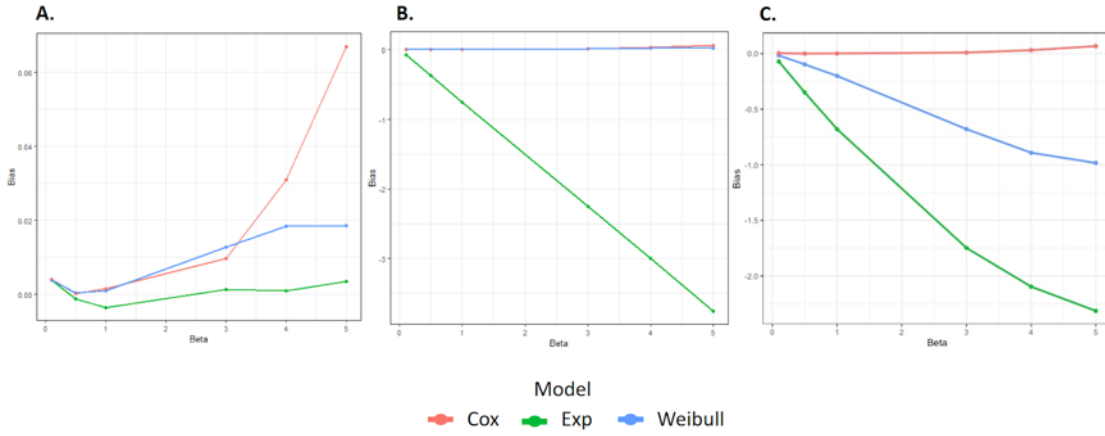 A.
B.
C.
0.06
0.04
0.02
0.00
Bias
0 1 2 3 4 5
Beta
0
-1
-2
-3
Bias
0 1 2 3 4 5
Beta
0.0
-0.5
-1.0
-1.5
-2.0
Bias
0 1 2 3 4 5
Beta
Model
Cox Exp Weibull